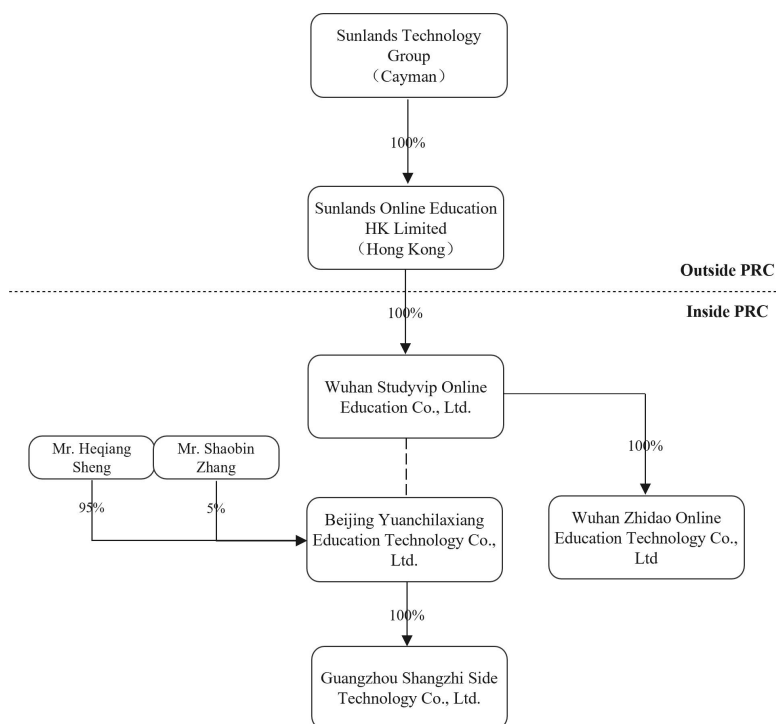 Sunlands Technology
Group
（Cayman）
100%
Sunlands Online Education
HK Limited
（Hong Kong）
Outside PRC
Inside PRC
100%
Wuhan Studyvip Online
Education Co., Ltd.
100%
Mr. Heqiang
Sheng
Mr. Shaobin
Zhang
95%
5%
Beijing Yuanchilaxiang
Education Technology Co.,
Ltd.
Wuhan Zhidao Online
Education Technology Co.,
Ltd
100%
Guangzhou Shangzhi Side
Technology Co., Ltd.